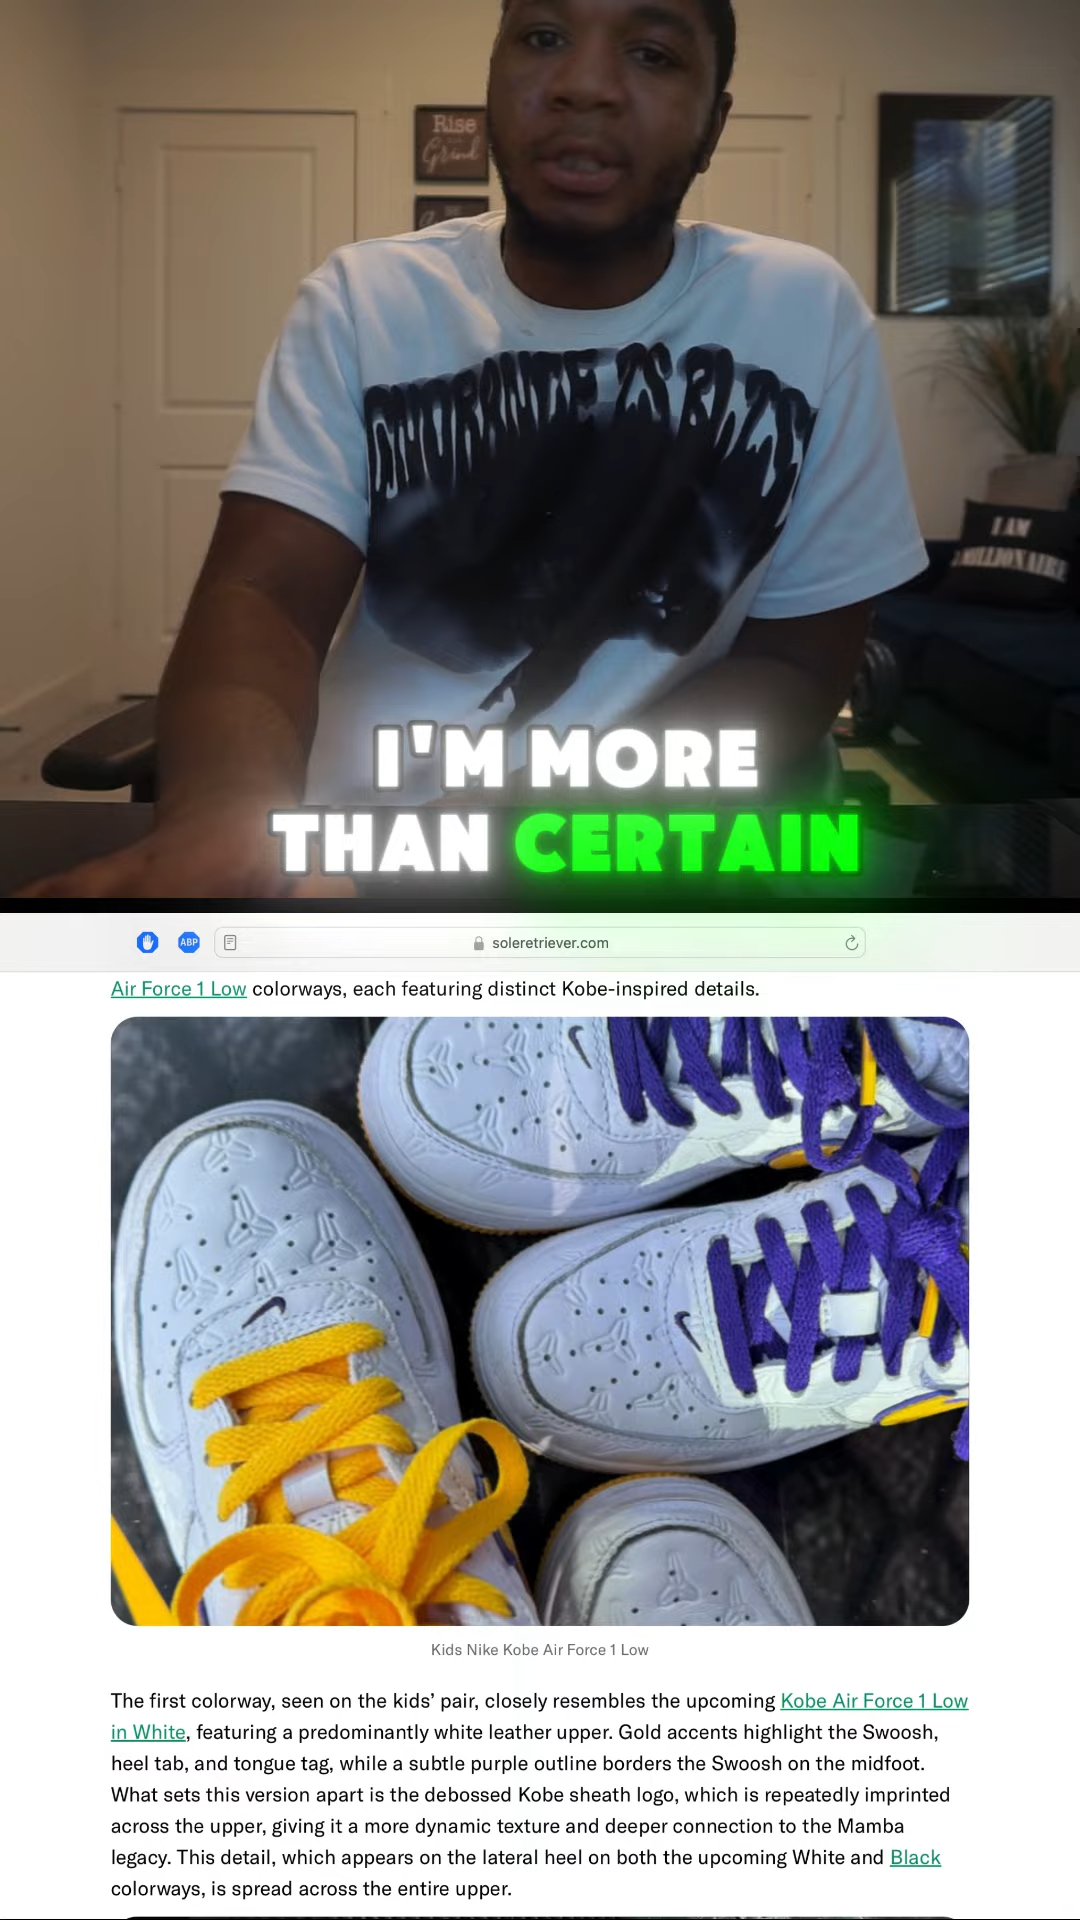 Rise
Grind
I AM
MILLIONAIRE
I'M MORE
THAN CERTAIN
ABP
soleretriever.com
Air Force 1 Low colorways, each featuring distinct Kobe-inspired details.
Kids Nike Kobe Air Force 1 Low
The first colorway, seen on the kids’ pair, closely resembles the upcoming Kobe Air Force 1 Low
in White, featuring a predominantly white leather upper. Gold accents highlight the Swoosh,
heel tab, and tongue tag, while a subtle purple outline borders the Swoosh on the midfoot.
What sets this version apart is the debossed Kobe sheath logo, which is repeatedly imprinted
across the upper, giving it a more dynamic texture and deeper connection to the Mamba
legacy. This detail, which appears on the lateral heel on both the upcoming White and Black
colorways, is spread across the entire upper.